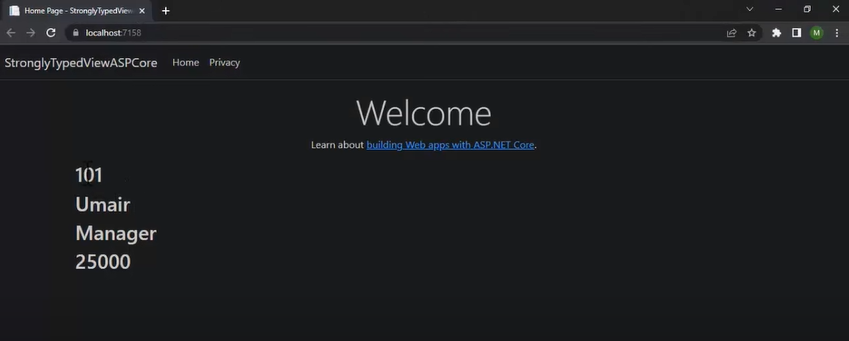 Home Page - StronglyTypedView
localhost:7158
M
StronglyTypedViewASPCore Home Privacy
Welcome
Learn about building Web apps with ASP.NET Core.
101
Umair
Manager
25000